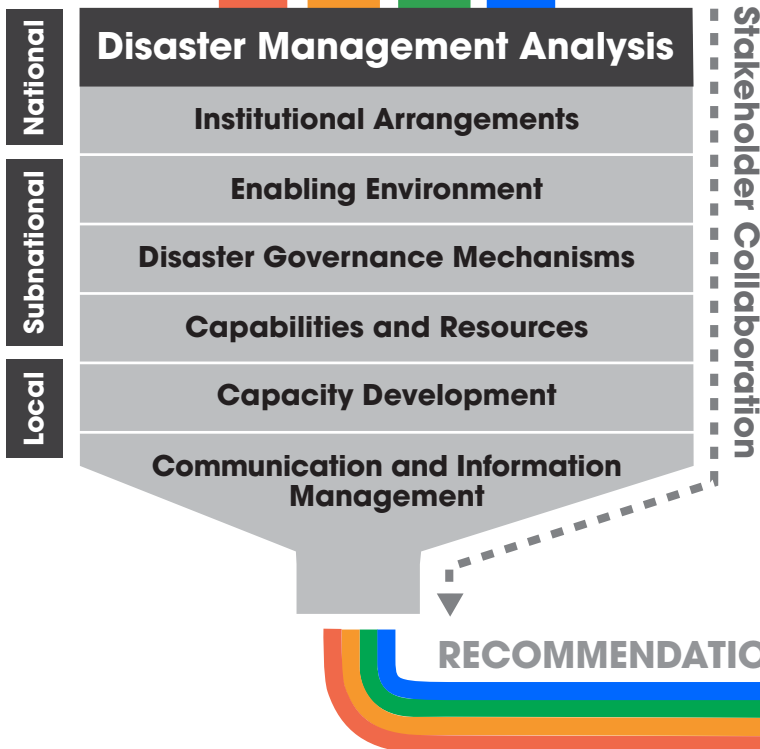 Disaster Management Analysis
National
Institutional Arrangements
Enabling Environment
Subnational
Disaster Governance Mechanisms
Capabilities and Resources
Local
Capacity Development
Communication and Information
Management
Stakeholder Collaboration
RECOMMENDATIO